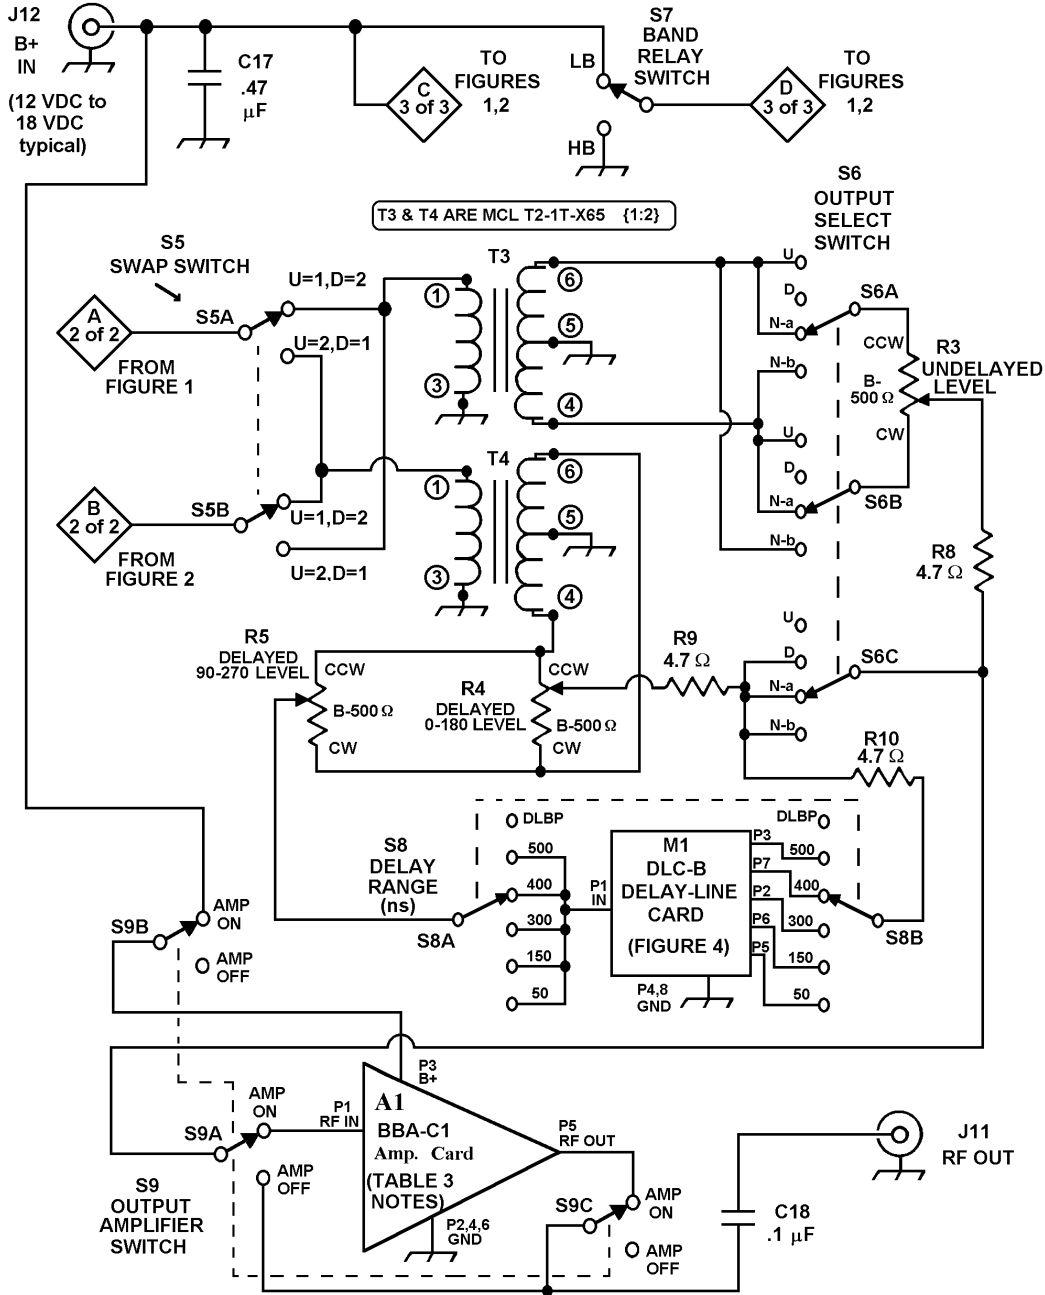 J12
B+
IN
(12 VDC to
18 VDC
typical)
C17
.47
µF
C
3 of 3
TO
FIGURES
1,2
S7
BAND
RELAY
SWITCH
LB
HB
D
3 of 3
TO
FIGURES
1,2
T3 & T4 ARE MCL T2-1T-X65 {1:2}
S6
OUTPUT
SELECT
SWITCH
S5
SWAP SWITCH
A
2 of 2
FROM
FIGURE 1
S5A
U=1,D=2
U=2,D=1
B
2 of 2
FROM
FIGURE 2
S5B
U=1,D=2
U=2,D=1
T3
1
3
6
5
4
T4
1
3
6
5
4
U
D
N-a
N-b
S6A
U
D
N-a
N-b
S6B
U
D
N-a
N-b
S6C
CCW
B-
500 Ω
CW
R3
UNDELAYED
LEVEL
R8
4.7 Ω
R5
DELAYED
90-270 LEVEL
CCW
B-500 Ω
CW
R4
DELAYED
0-180 LEVEL
CCW
B-500 Ω
CW
R9
4.7 Ω
R10
4.7 Ω
S8
DELAY
RANGE
(ns)
S8A
DLBP
500
400
300
150
50
P1
IN
M1
DLC-B
DELAY-LINE
CARD
(FIGURE 4)
P4,8
GND
P3
P7
P2
P6
P5
DLBP
500
400
300
150
50
S8B
S9B
AMP
ON
AMP
OFF
P3
B+
S9A
AMP
ON
AMP
OFF
P1
RF IN
A1
BBA-C1
Amp. Card
(TABLE 3
NOTES)
P2,4,6
GND
P5
RF OUT
S9C
AMP
ON
AMP
OFF
S9
OUTPUT
AMPLIFIER
SWITCH
C18
.1 µF
J11
RF OUT